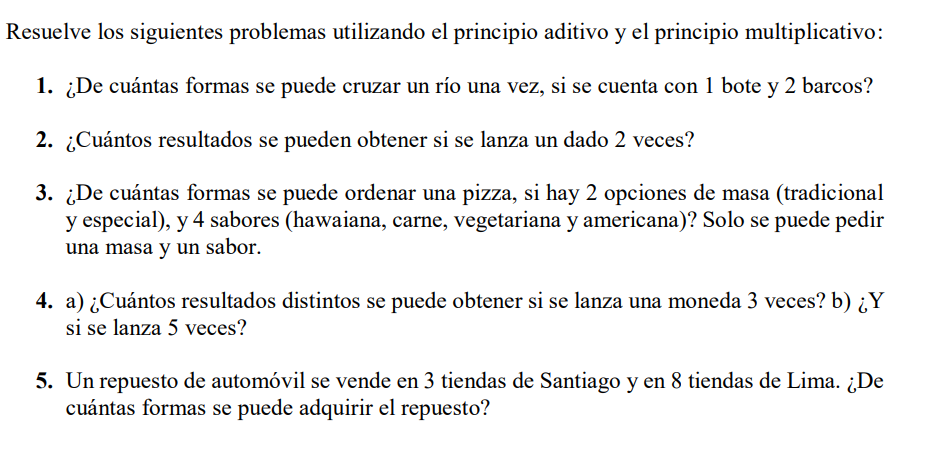 Resuelve los siguientes problemas utilizando el principio aditivo y el principio multiplicativo:
1. ¿De cuántas formas se puede cruzar un río una vez, si se cuenta con 1 bote y 2 barcos?
2. ¿Cuántos resultados se pueden obtener si se lanza un dado 2 veces?
3. ¿De cuántas formas se puede ordenar una pizza, si hay 2 opciones de masa (tradicional
y especial), y 4 sabores (hawaiana, carne, vegetariana y americana)? Solo se puede pedir
una masa y un sabor.
4. a) ¿Cuántos resultados distintos se puede obtener si se lanza una moneda 3 veces? b) ¿Y
si se lanza 5 veces?
5. Un repuesto de automóvil se vende en 3 tiendas de Santiago y en 8 tiendas de Lima. ¿De
cuántas formas se puede adquirir el repuesto?